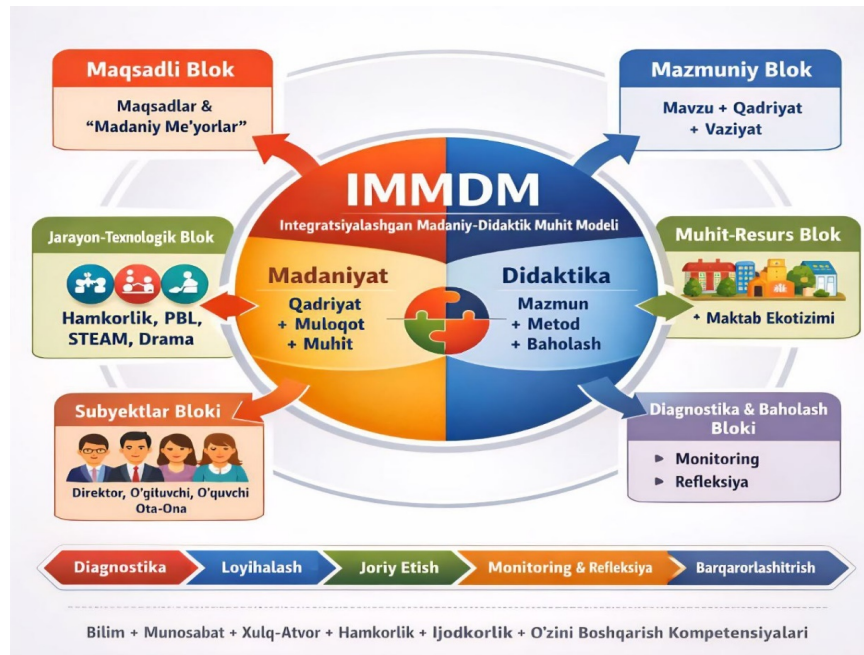 Maqsadli Blok
Maqsadlar &
“Madaniy Me'yorlar”
Mazmuniy Blok
Mavzu + Qadriyat
+ Vaziyat
IMMDM
Integratsiyalashgan Madaniy-Didaktik Muhit Modeli
Jarayon-Texnologik Blok
Hamkorlik, PBL,
STEAM, Drama
Madaniyat
Qadriyat
+ Muloqot
+ Muhit
Didaktika
Mazmun
+ Metod
+ Baholash
Muhit-Resurs Blok
+ Maktab Ekotizimi
Subyektlar Bloki
Direktor, O'gituvchi, O'quvchi
Ota-Ona
Diagnostika & Baholash
Bloki
▸ Monitoring
▸ Refleksiya
Diagnostika
Loyihalash
Joriy Etish
Monitoring & Refleksiya
Barqarorlashitrish
Bilim + Munosabat + Xulq-Atvor + Hamkorlik + Ijodkorlik + O'zini Boshqarish Kompetensiyalari